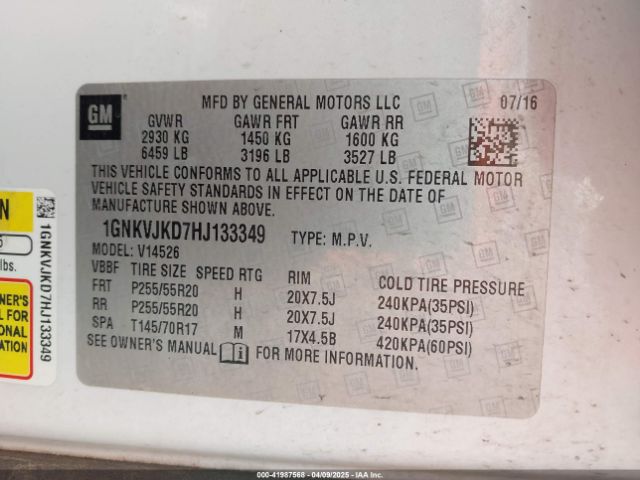 GM
MFD BY GENERAL MOTORS LLC 07/16
GVWR GAWR FRT GAWR RR
2930 KG 1450 KG 1600 KG
6459 LB 3196 LB 3527 LB
THIS VEHICLE CONFORMS TO ALL APPLICABLE U.S. FEDERAL MOTOR
VEHICLE SAFETY STANDARDS IN EFFECT ON THE DATE OF
MANUFACTURE SHOWN ABOVE.
1GNKVJKD7HJ133349 TYPE: M.P.V.
MODEL: V14526
VBBF TIRE SIZE SPEED RTG RIM COLD TIRE PRESSURE
FRT P255/55R20 H 20X7.5J 240KPA(35PSI)
RR P255/55R20 H 20X7.5J 240KPA(35PSI)
SPA T145/70R17 M 17X4.5B 420KPA(60PSI)
SEE OWNER'S MANUAL i FOR MORE INFORMATION.
1GNKVJKD7HJ133349
lbs.
NER'S
L FOR
ONAL
ON
000-41987568 - 04/09/2025 - IAA Inc.